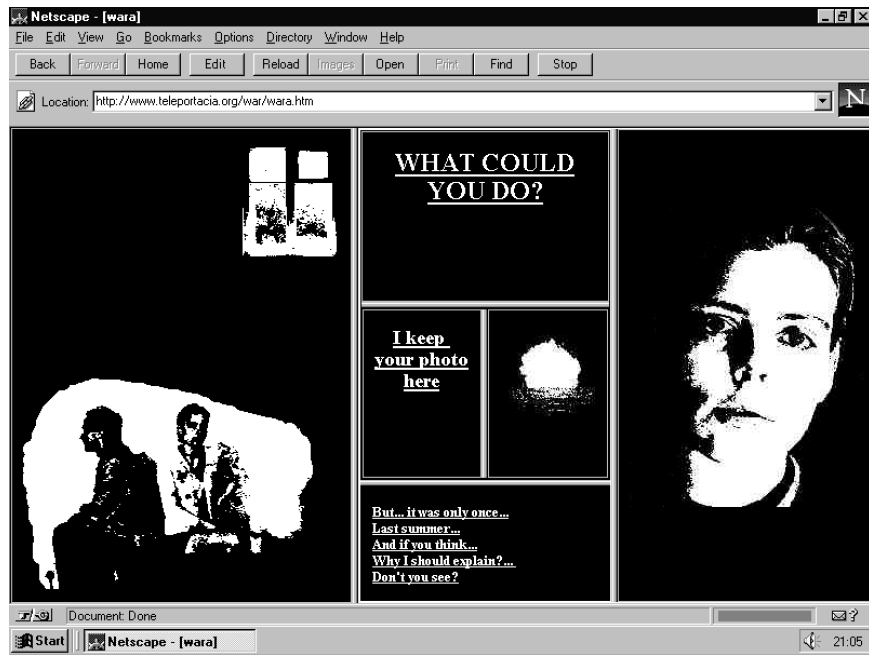 Netscape - [wara]
File Edit View Go Bookmarks Options Directory Window Help
Back Forward Home Edit Reload Images Open Print Find Stop
Location: http://www.teleportacia.org/war/wara.htm
N
WHAT COULD
YOU DO?
I keep
your photo
here
But... it was only once...
Last summer...
And if you think...
Why I should explain?...
Don't you see?
Document: Done
?
Start Netscape - [wara] 21:05